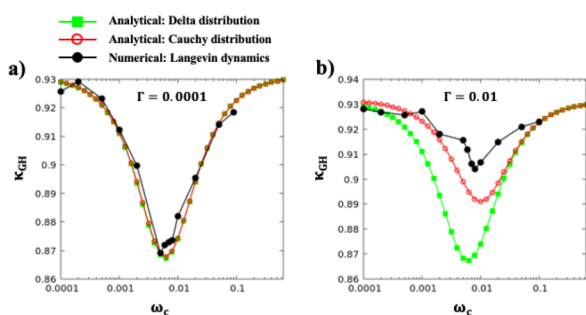 Analytical: Delta distribution
Analytical: Cauchy distribution
Numerical: Langevin dynamics
a)
Γ = 0.0001
κGH
0.93
0.92
0.91
0.9
0.89
0.88
0.87
0.86
0.0001
0.001
0.01
0.1
ωc
b)
Γ = 0.01
κGH
0.94
0.93
0.92
0.91
0.9
0.89
0.88
0.87
0.86
0.0001
0.001
0.01
0.1
ωc